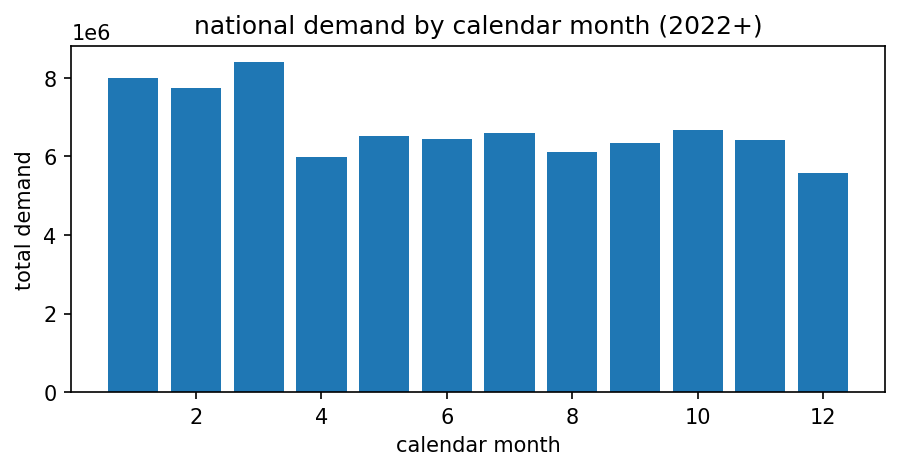 national demand by calendar month (2022+)
1e6
total demand
8
6
4
2
0
2 4 6 8 10 12
calendar month